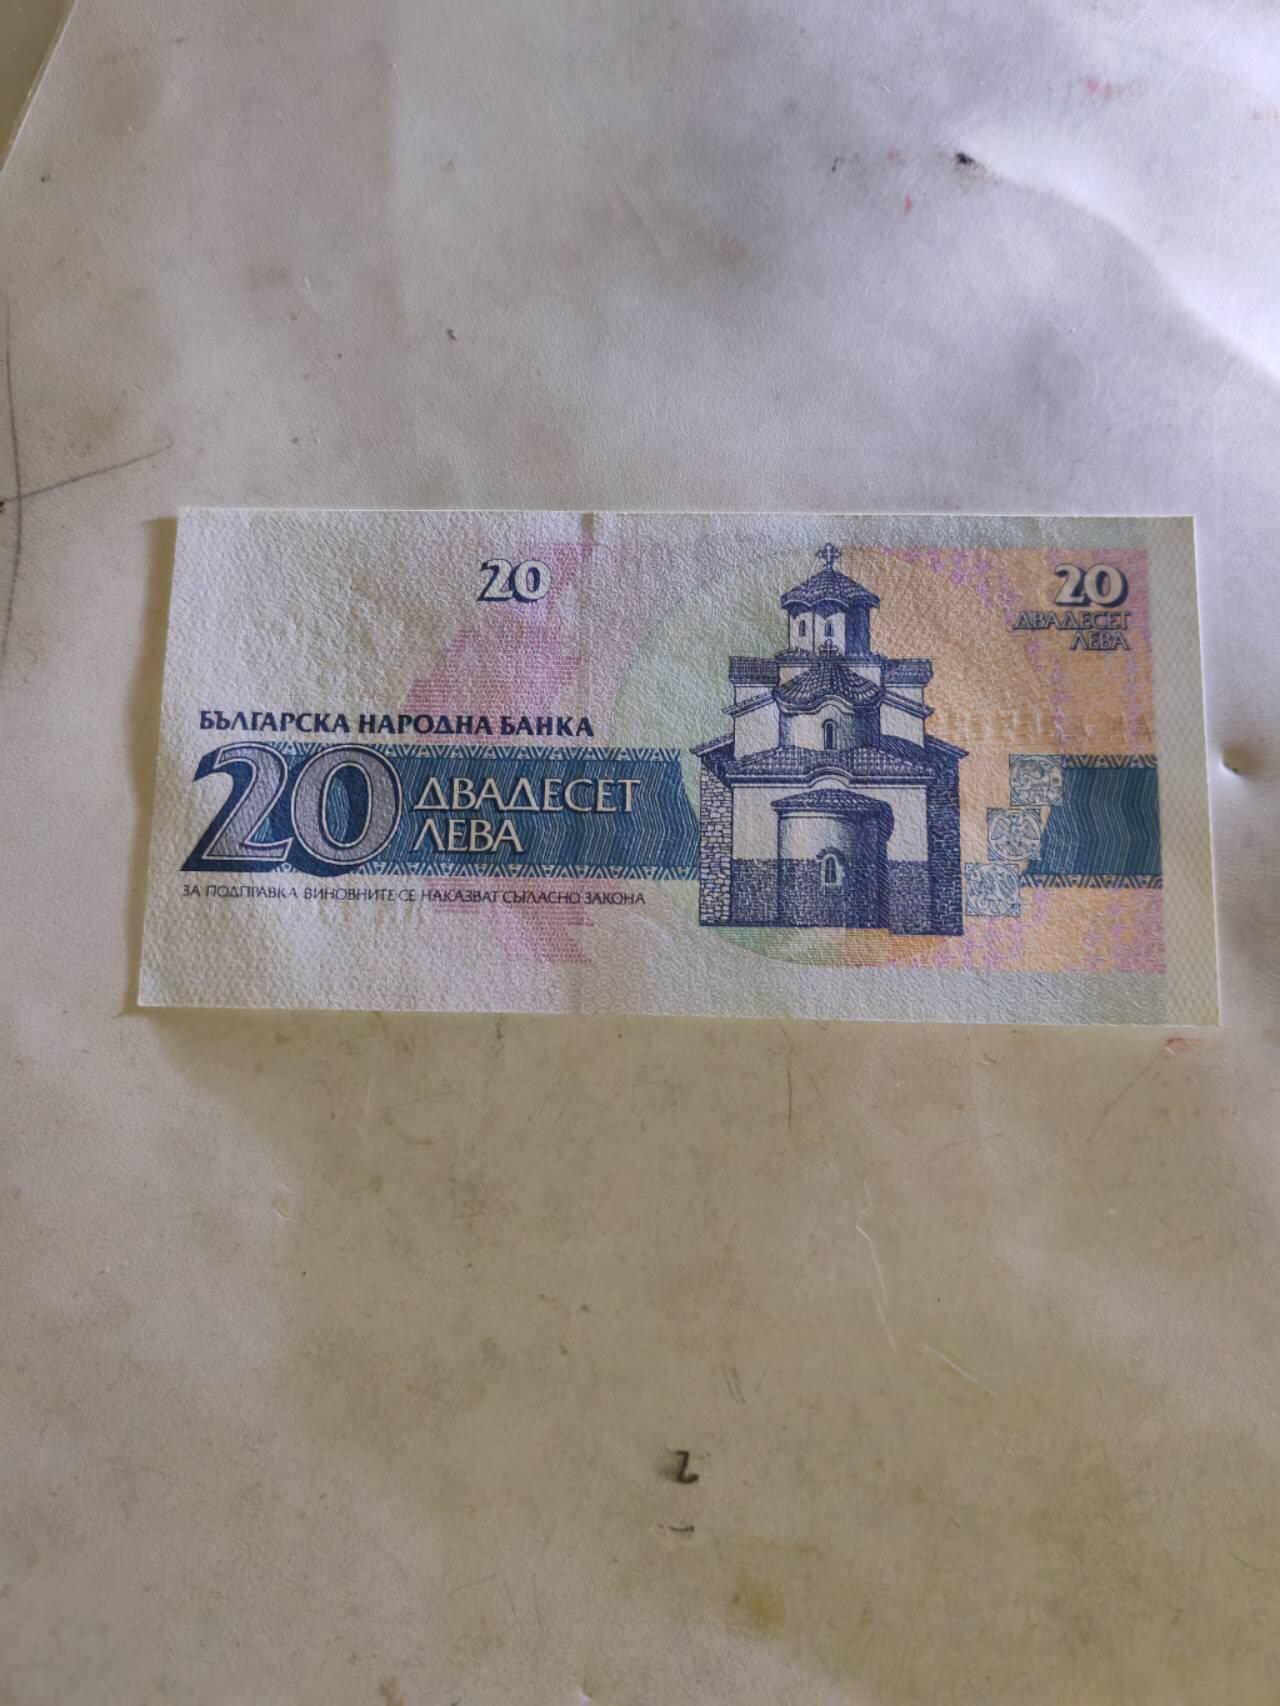 20
20
ДВАДЕСЕТ
ЛЕВА
БЪЛГАРСКА НАРОДНА БАНКА
20 ДВАДЕСЕТ
ЛЕВА
ЗА ПОДПРАВКА ВИНОВНИТЕ СЕ НАКАЗВАТ СЪГЛАСНО ЗАКОНА